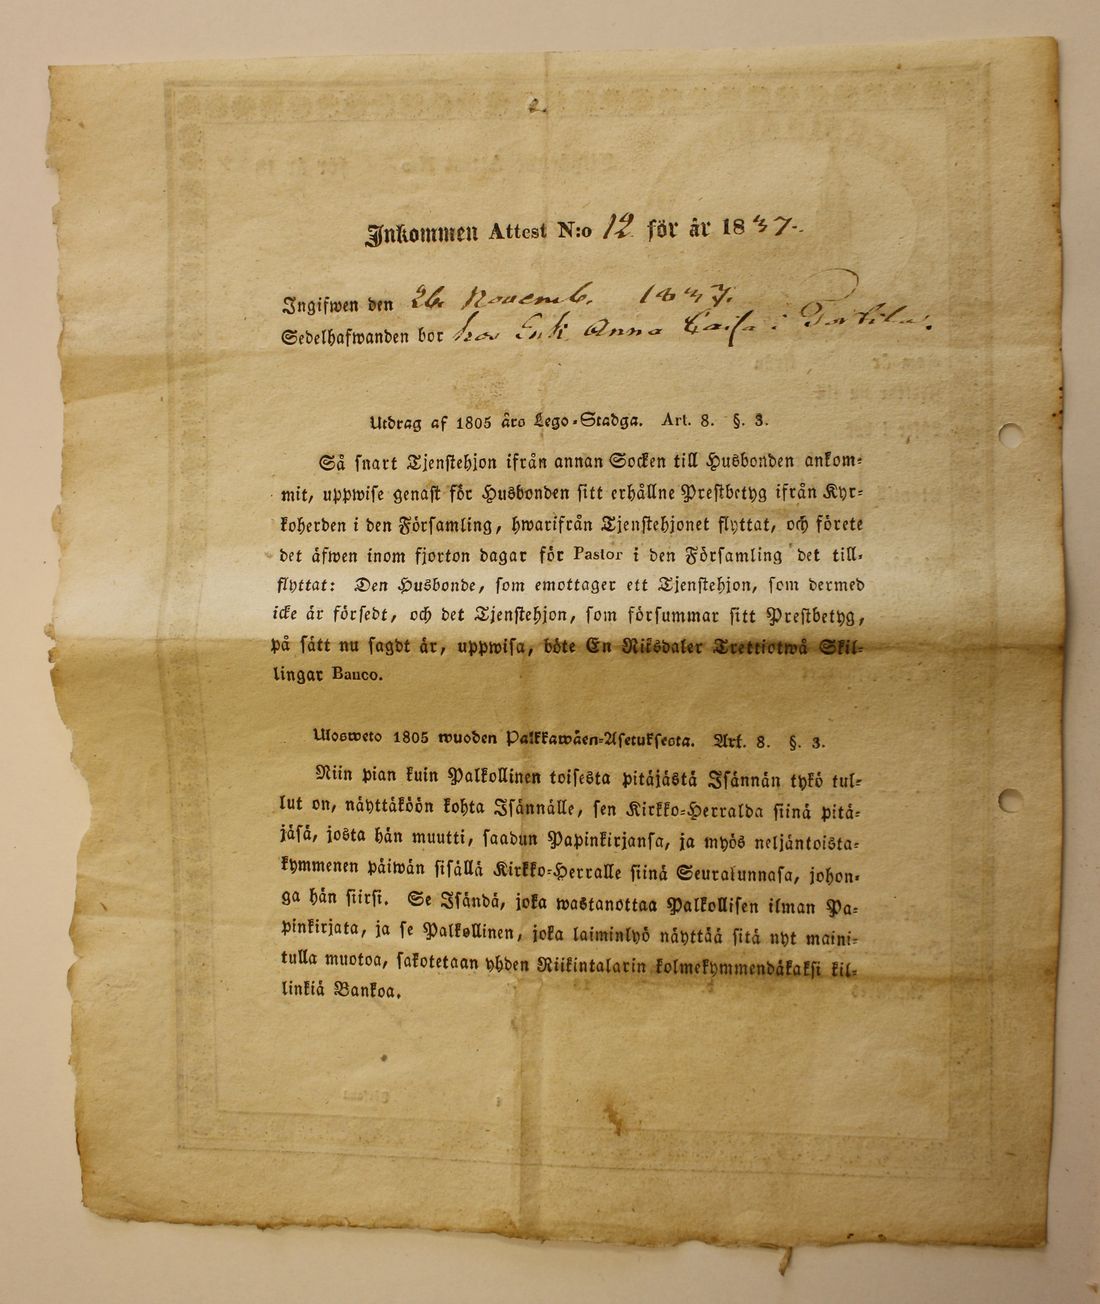 2.
Inkommen Attest N:o 12 för år 1837.
Ingifwen den 26. Novemb. 1837.
Sedelhafwanden bor hos Enk. Anna Caisa i
Utdrag af 1805 års Lego-Stadga. Art. 8. §. 3.
Så snart Tjenstehjon ifrån annan Socken till Husbonden ankom-
mit, uppwise genast för Husbonden sitt erhållne Prestbetyg ifrån Kyr-
koherden i den Församling, hwarifrån Tjenstehjonet flyttat, och förete
det äfwen inom fjorton dagar för Pastor i den Församling det till-
flyttat: Den Husbonde, som emottager ett Tjenstehjon, som dermed
icke är försedt, och det Tjenstehjon, som försummar sitt Prestbetyg,
på sätt nu sagdt är, uppwisa, böte En Riksdaler Trettiotwå Skil-
lingar Banco.
Ulosweto 1805 wuoden Palkkawäen-Asetuksesta. Art. 8. §. 3.
Niin pian kuin Palkollinen toisesta pitäjästä Isännän tykö tul-
lut on, näyttäköön kohta Isännälle, sen Kirkko-Herralda siinä pitä-
jäsä, josta hän muutti, saadun Papinkirjansa, ja myös neljäntoista-
kymmenen päiwän sisällä Kirkko-Herralle siinä Seurakunnasa, johon-
ga hän siirsi. Se Isändä, joka wastanottaa Palkollisen ilman Pa-
pinkirjata, ja se Palkollinen, joka laiminlyö näyttää sitä nyt maini-
tulla muotoa, sakotetaan yhden Riikintalarin kolmekymmendäkaksi kil-
linkiä Bankoa.